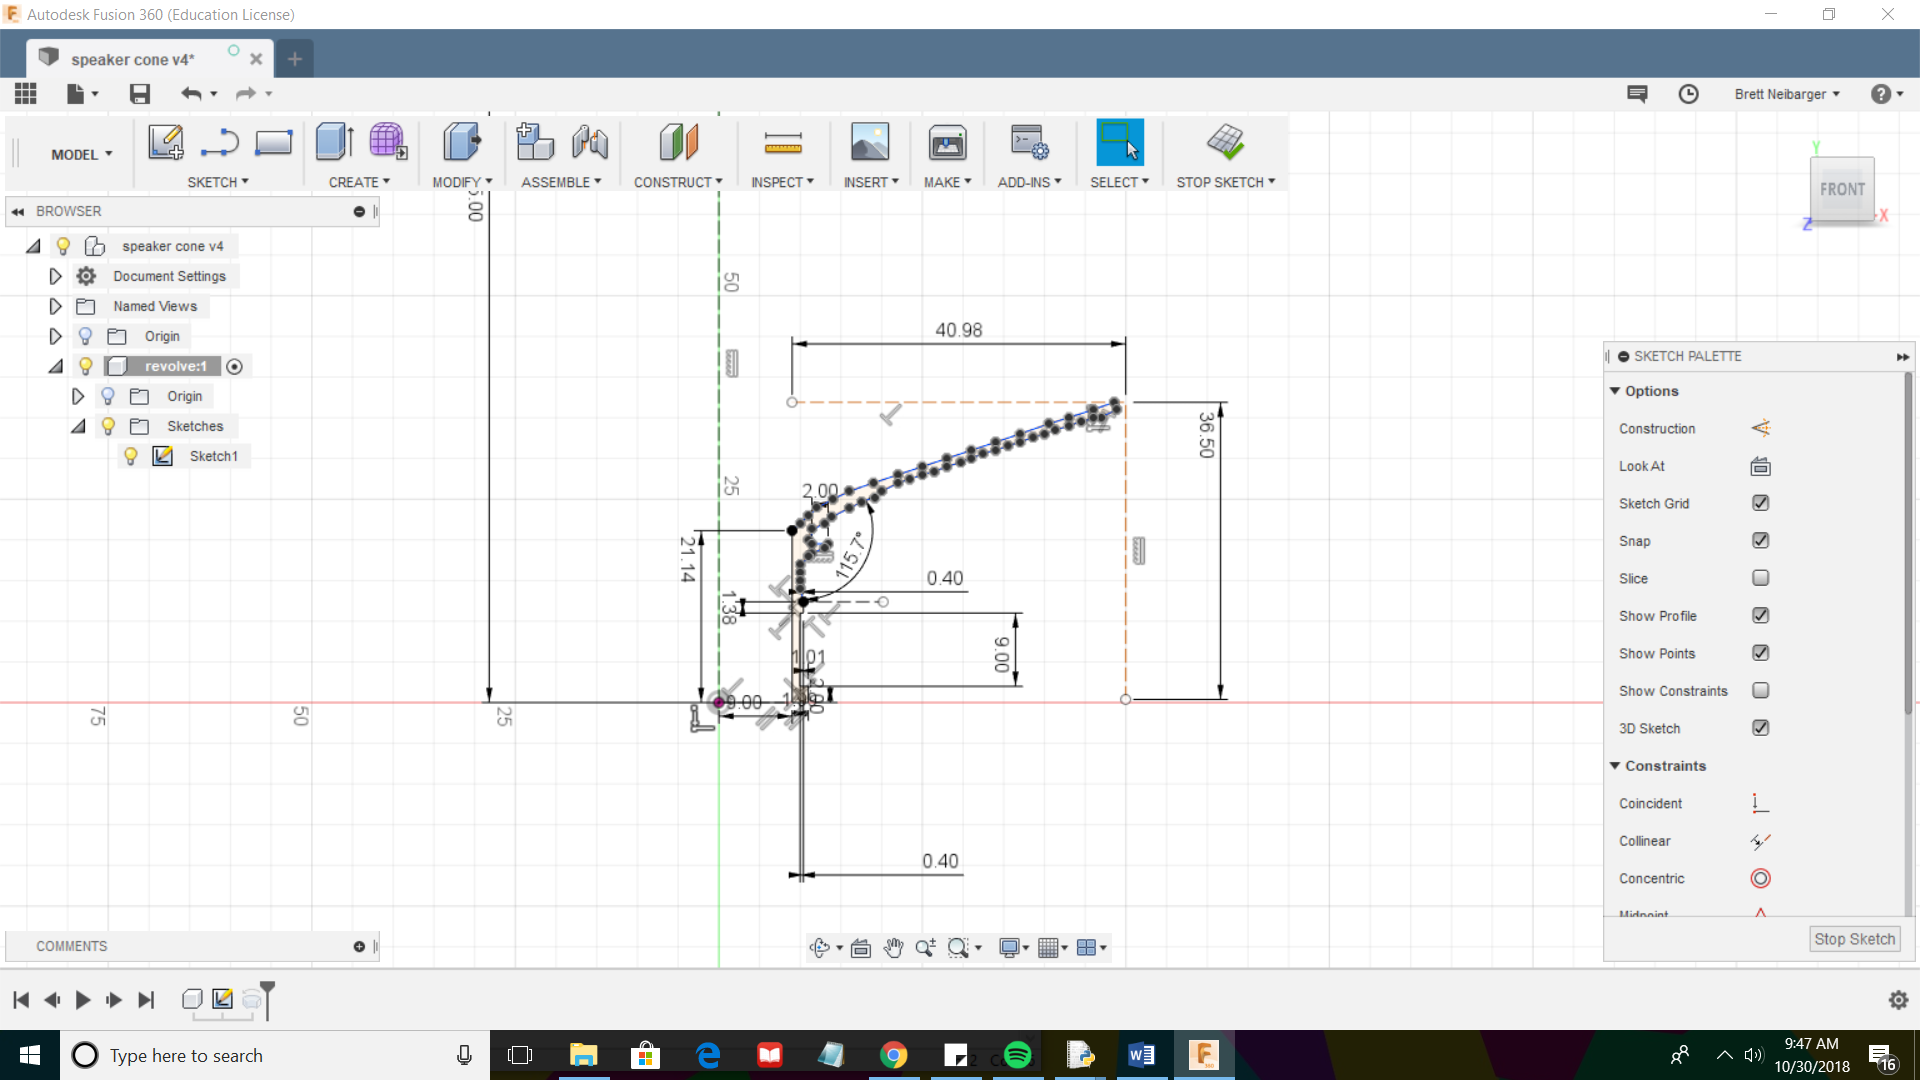 Autodesk Fusion 360 (Education License)
speaker cone v4*
Brett Neibarger
MODEL
SKETCH
CREATE
MODIFY
ASSEMBLE
CONSTRUCT
INSPECT
INSERT
MAKE
ADD-INS
SELECT
STOP SKETCH
BROWSER
speaker cone v4
Document Settings
Named Views
Origin
revolve:1
Origin
Sketches
Sketch1
Y
FRONT
Z
X
50
40.98
36.50
25
2.00
21.14
115.7°
0.40
1.38
9.00
1.01
9.00
75
50
25
0.40
SKETCH PALETTE
Options
Construction
Look At
Sketch Grid
Snap
Slice
Show Profile
Show Points
Show Constraints
3D Sketch
Constraints
Coincident
Collinear
Concentric
Midpoint
Stop Sketch
COMMENTS
Type here to search
9:47 AM
10/30/2018
16